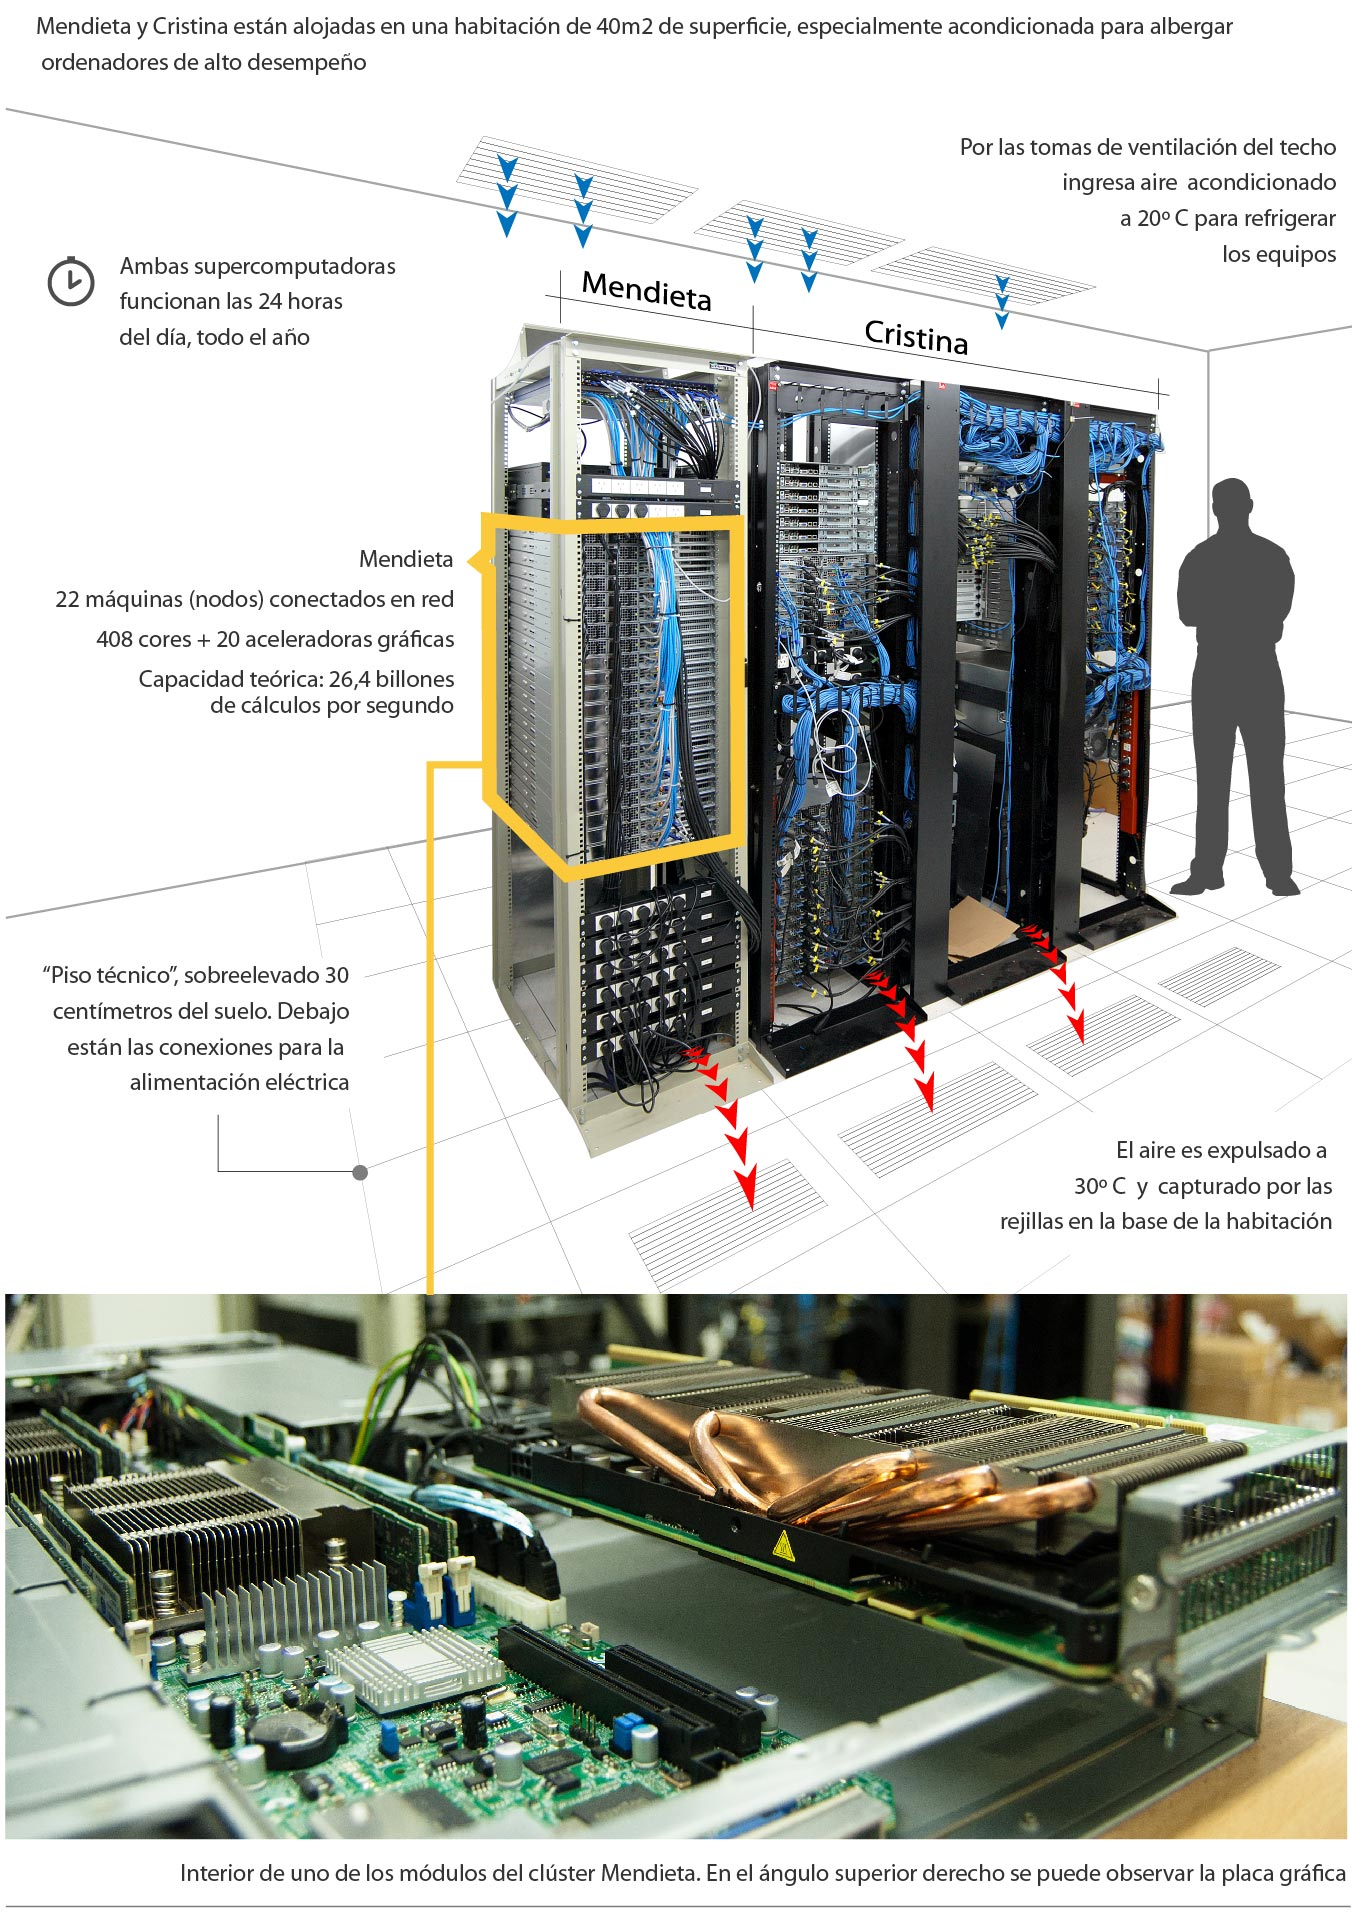 Mendieta y Cristina están alojadas en una habitación de 40m2 de superficie, especialmente acondicionada para albergar
ordenadores de alto desempeño
Por las tomas de ventilación del techo
ingresa aire acondicionado
a 20º C para refrigerar
los equipos
Ambas supercomputadoras
funcionan las 24 horas
del día, todo el año
Mendieta
Cristina
Mendieta
22 máquinas (nodos) conectados en red
408 cores + 20 aceleradoras gráficas
Capacidad teórica: 26,4 billones
de cálculos por segundo
“Piso técnico”, sobreelevado 30
centímetros del suelo. Debajo
están las conexiones para la
alimentación eléctrica
El aire es expulsado a
30º C y capturado por las
rejillas en la base de la habitación
Interior de uno de los módulos del clúster Mendieta. En el ángulo superior derecho se puede observar la placa gráfica